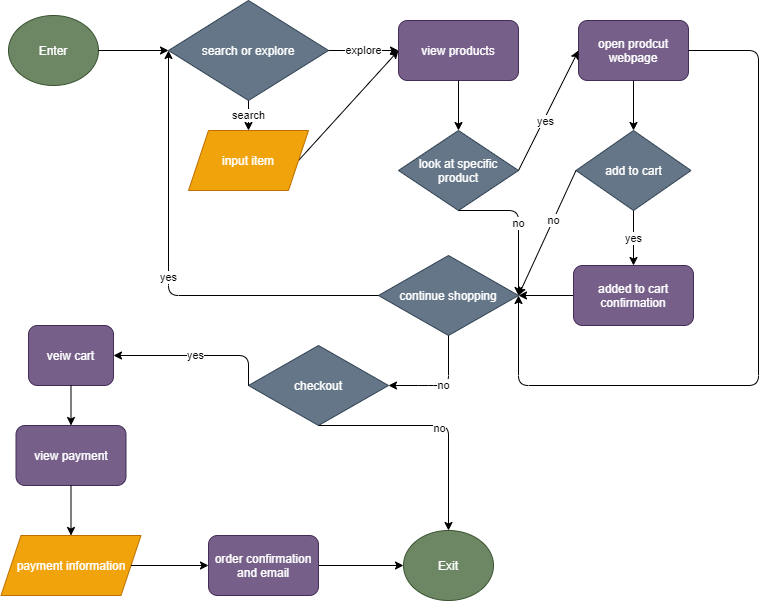 Enter
search or explore
explore
view products
open prodcut
webpage
search
input item
yes
look at specific
product
add to cart
no
no
yes
yes
continue shopping
added to cart
confirmation
veiw cart
yes
checkout
no
no
view payment
payment information
order confirmation
and email
Exit